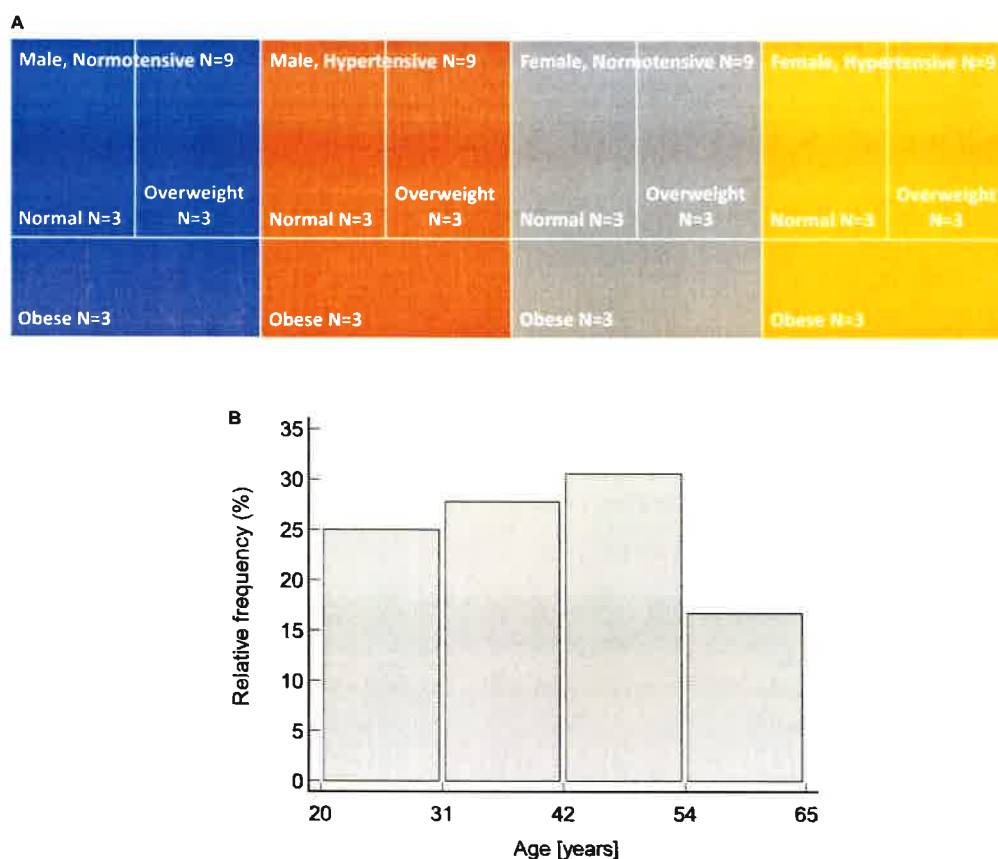 A
Male, Normotensive N=9
Male, Hypertensive N=9
Female, Normotensive N=9
Female, Hypertensive N=9
Normal N=3
Overweight
N=3
Normal N=3
Overweight
N=3
Normal N=3
Overweight
N=3
Normal N=3
Overweight
N=3
Obese N=3
Obese N=3
Obese N=3
Obese N=3
B
Relative frequency (%)
35
30
25
20
15
10
5
0
20
31
42
54
65
Age [years]